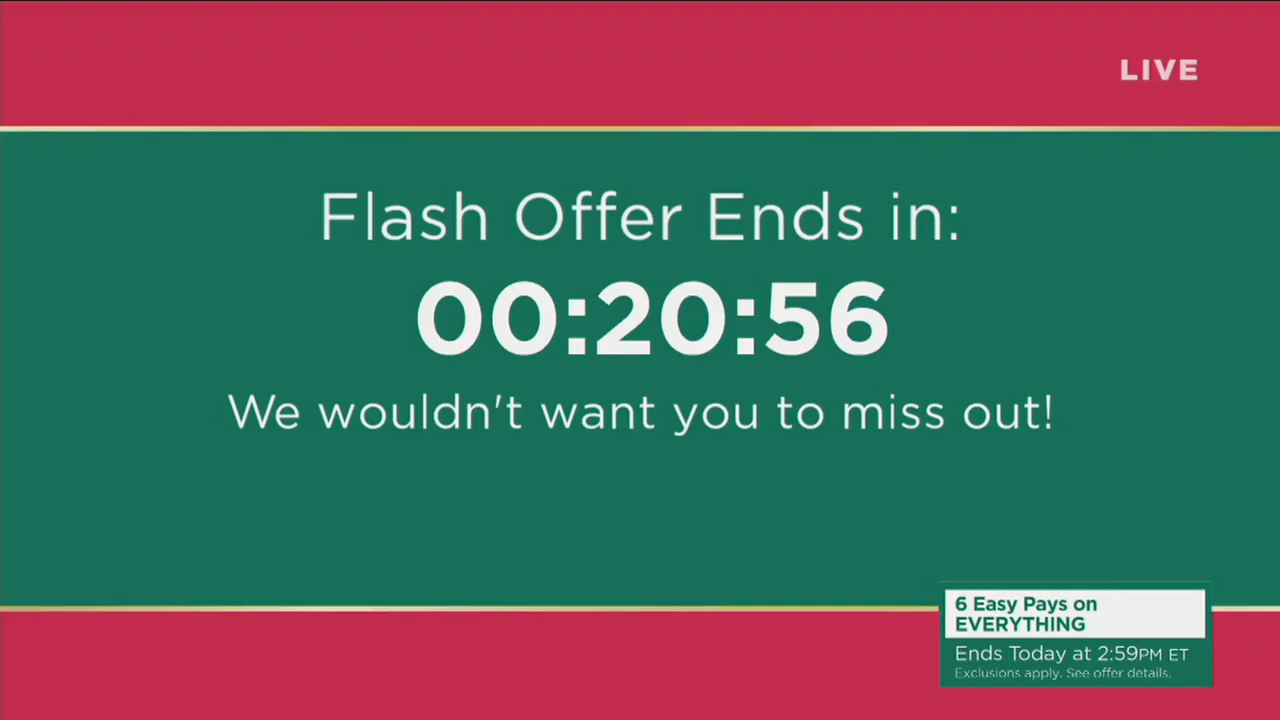 LIVE
Flash Offer Ends in:
00:20:56
We wouldn't want you to miss out!
6 Easy Pays on
EVERYTHING
Ends Today at 2:59PM ET
Exclusions apply. See offer details.